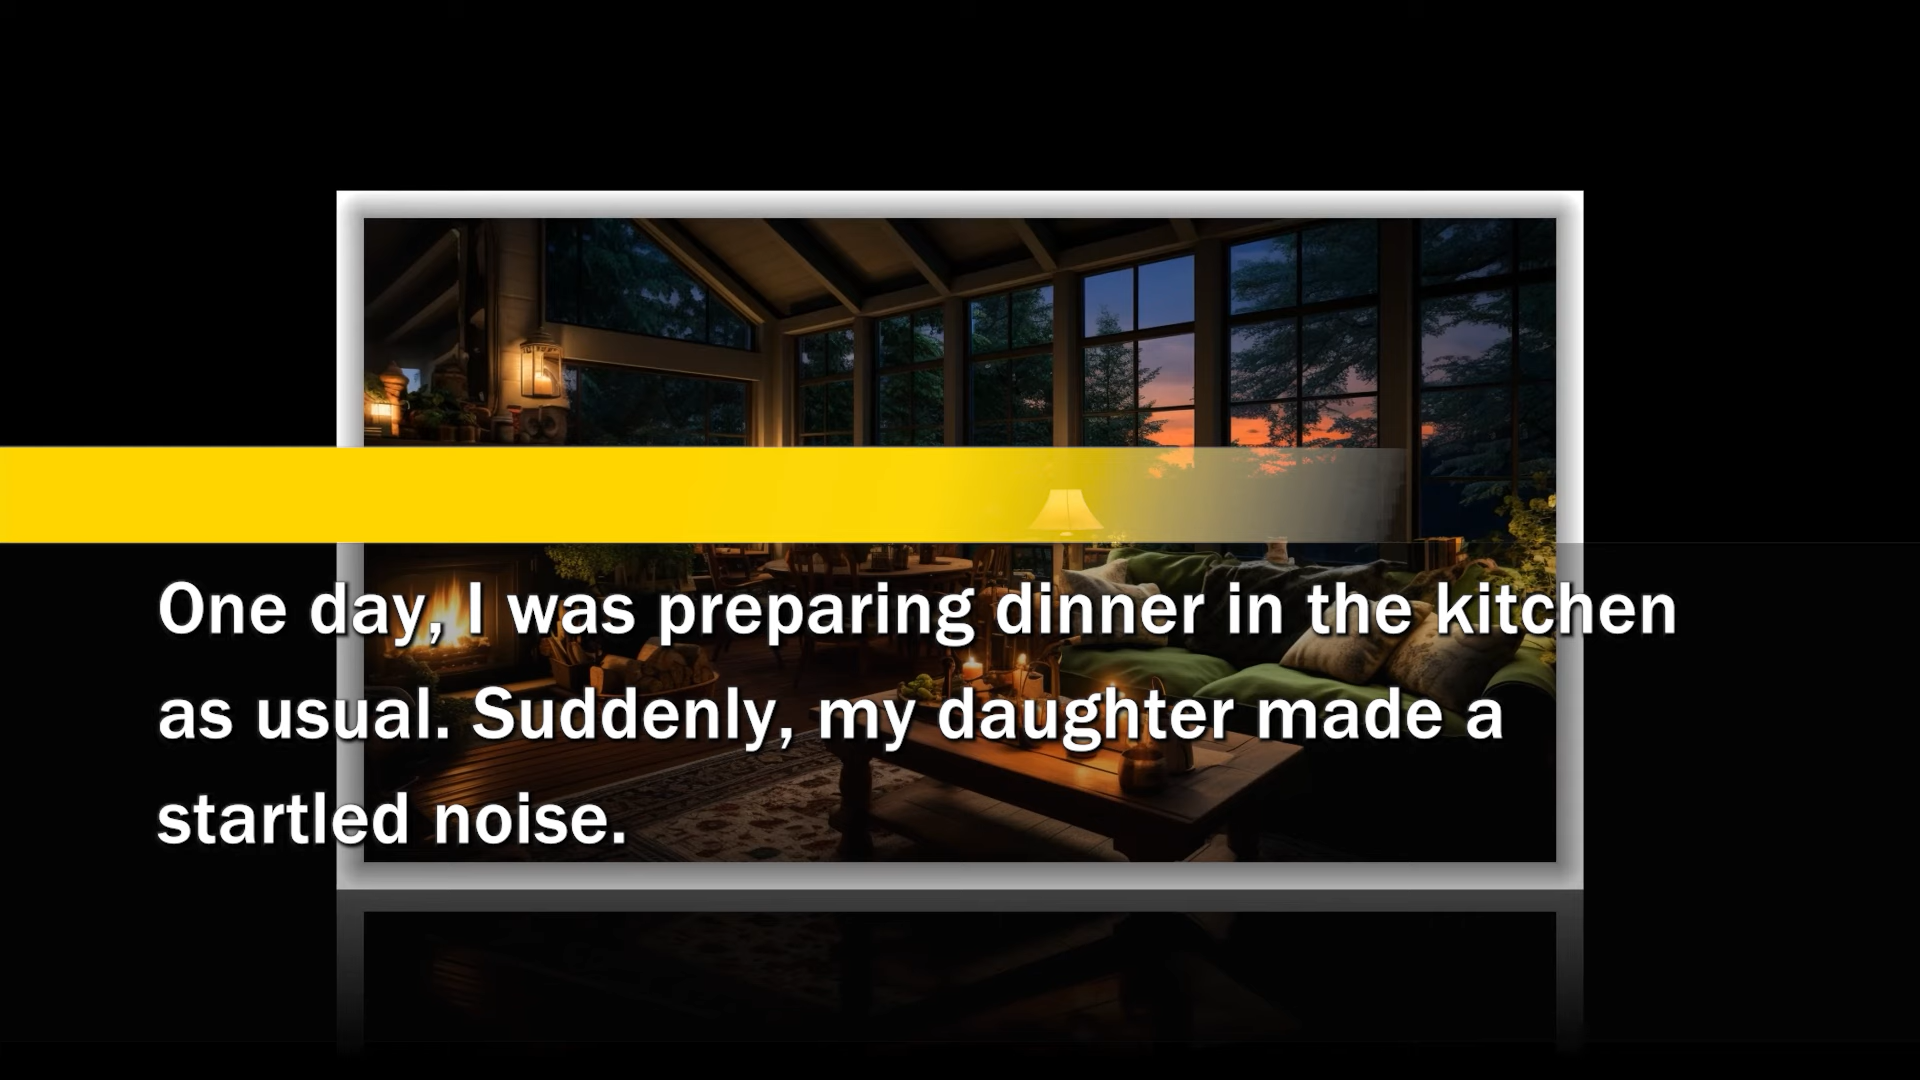 One day, I was preparing dinner in the kitchen
as usual. Suddenly, my daughter made a
startled noise.